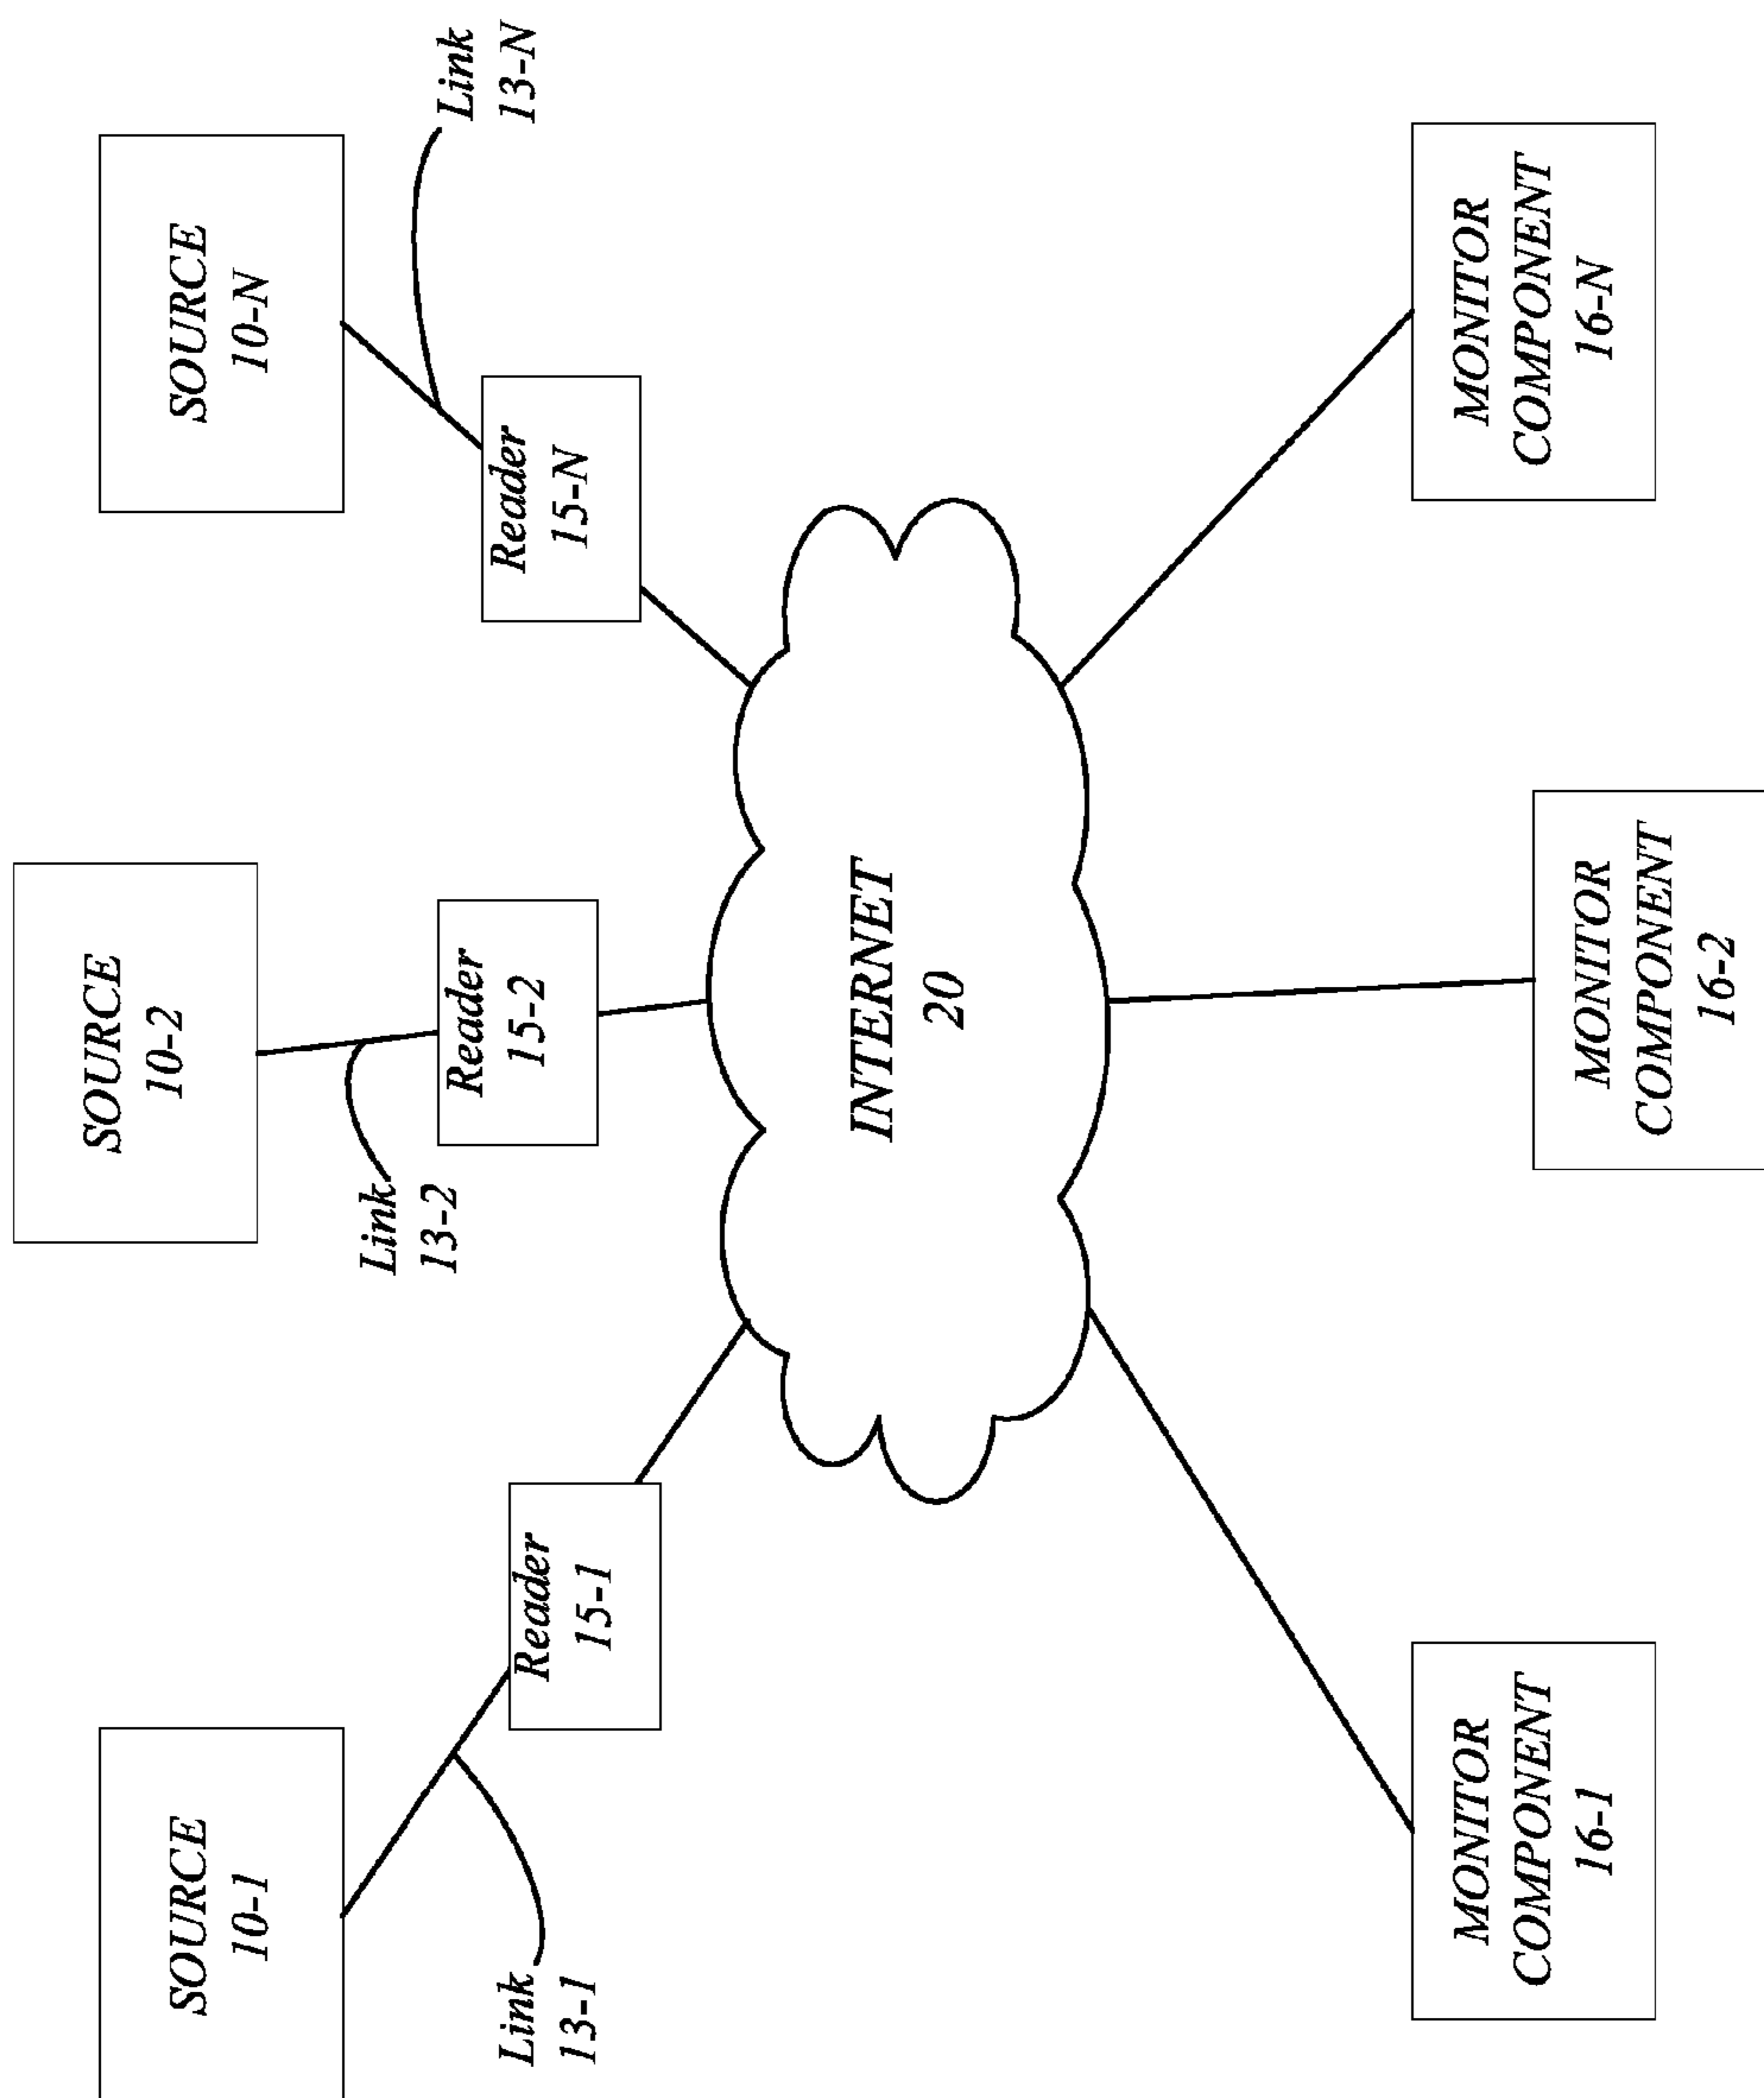 SOURCE
10-1
SOURCE
10-2
SOURCE
10-N
Link
13-1
Reader
15-1
Link
13-2
Reader
15-2
Reader
15-N
Link
13-N
INTERNET
20
MONITOR
COMPONENT
16-1
MONITOR
COMPONENT
16-2
MONITOR
COMPONENT
16-N